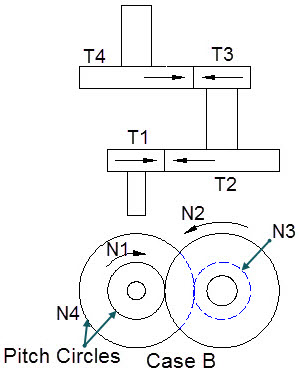 T4 T3
T1
T2
N2
N3
N1
N4
Pitch Circles
Case B